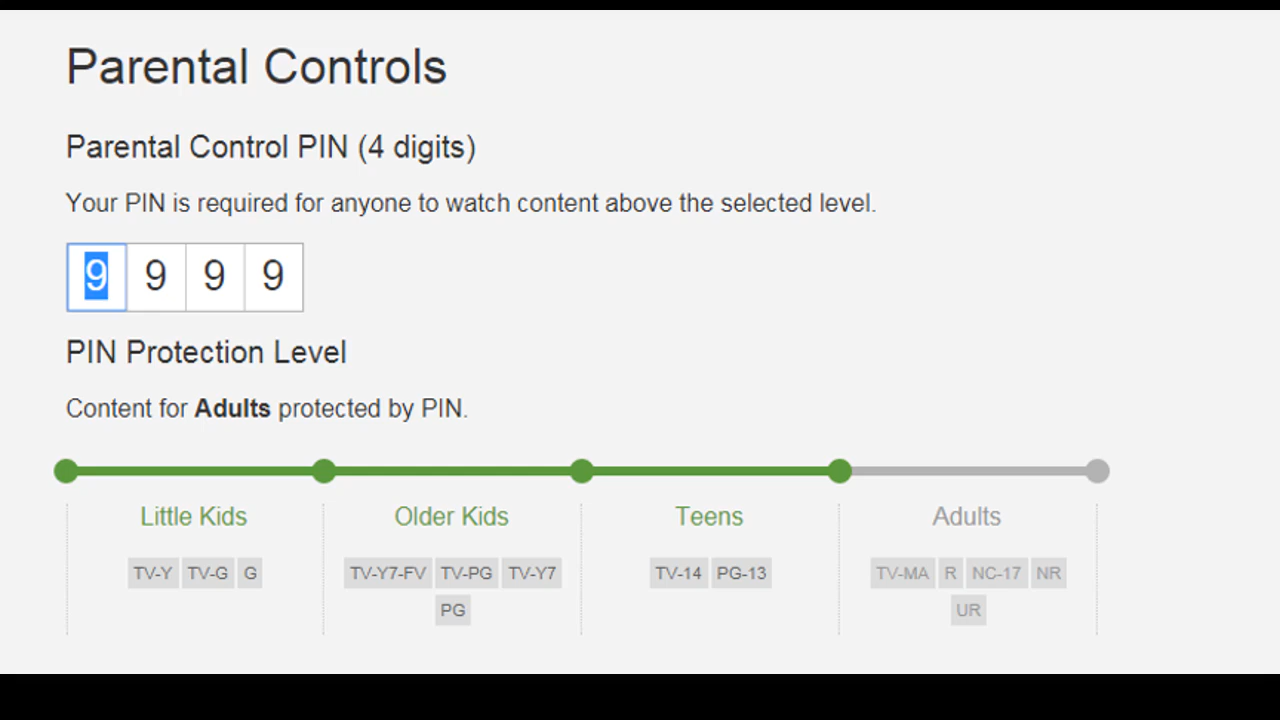 Parental Controls
Parental Control PIN (4 digits)
Your PIN is required for anyone to watch content above the selected level.
9 9 9 9
PIN Protection Level
Content for Adults protected by PIN.
Little Kids Older Kids Teens Adults
TV-Y TV-G G TV-Y7-FV TV-PG TV-Y7 TV-14 PG-13 TV-MA R NC-17 NR
PG UR